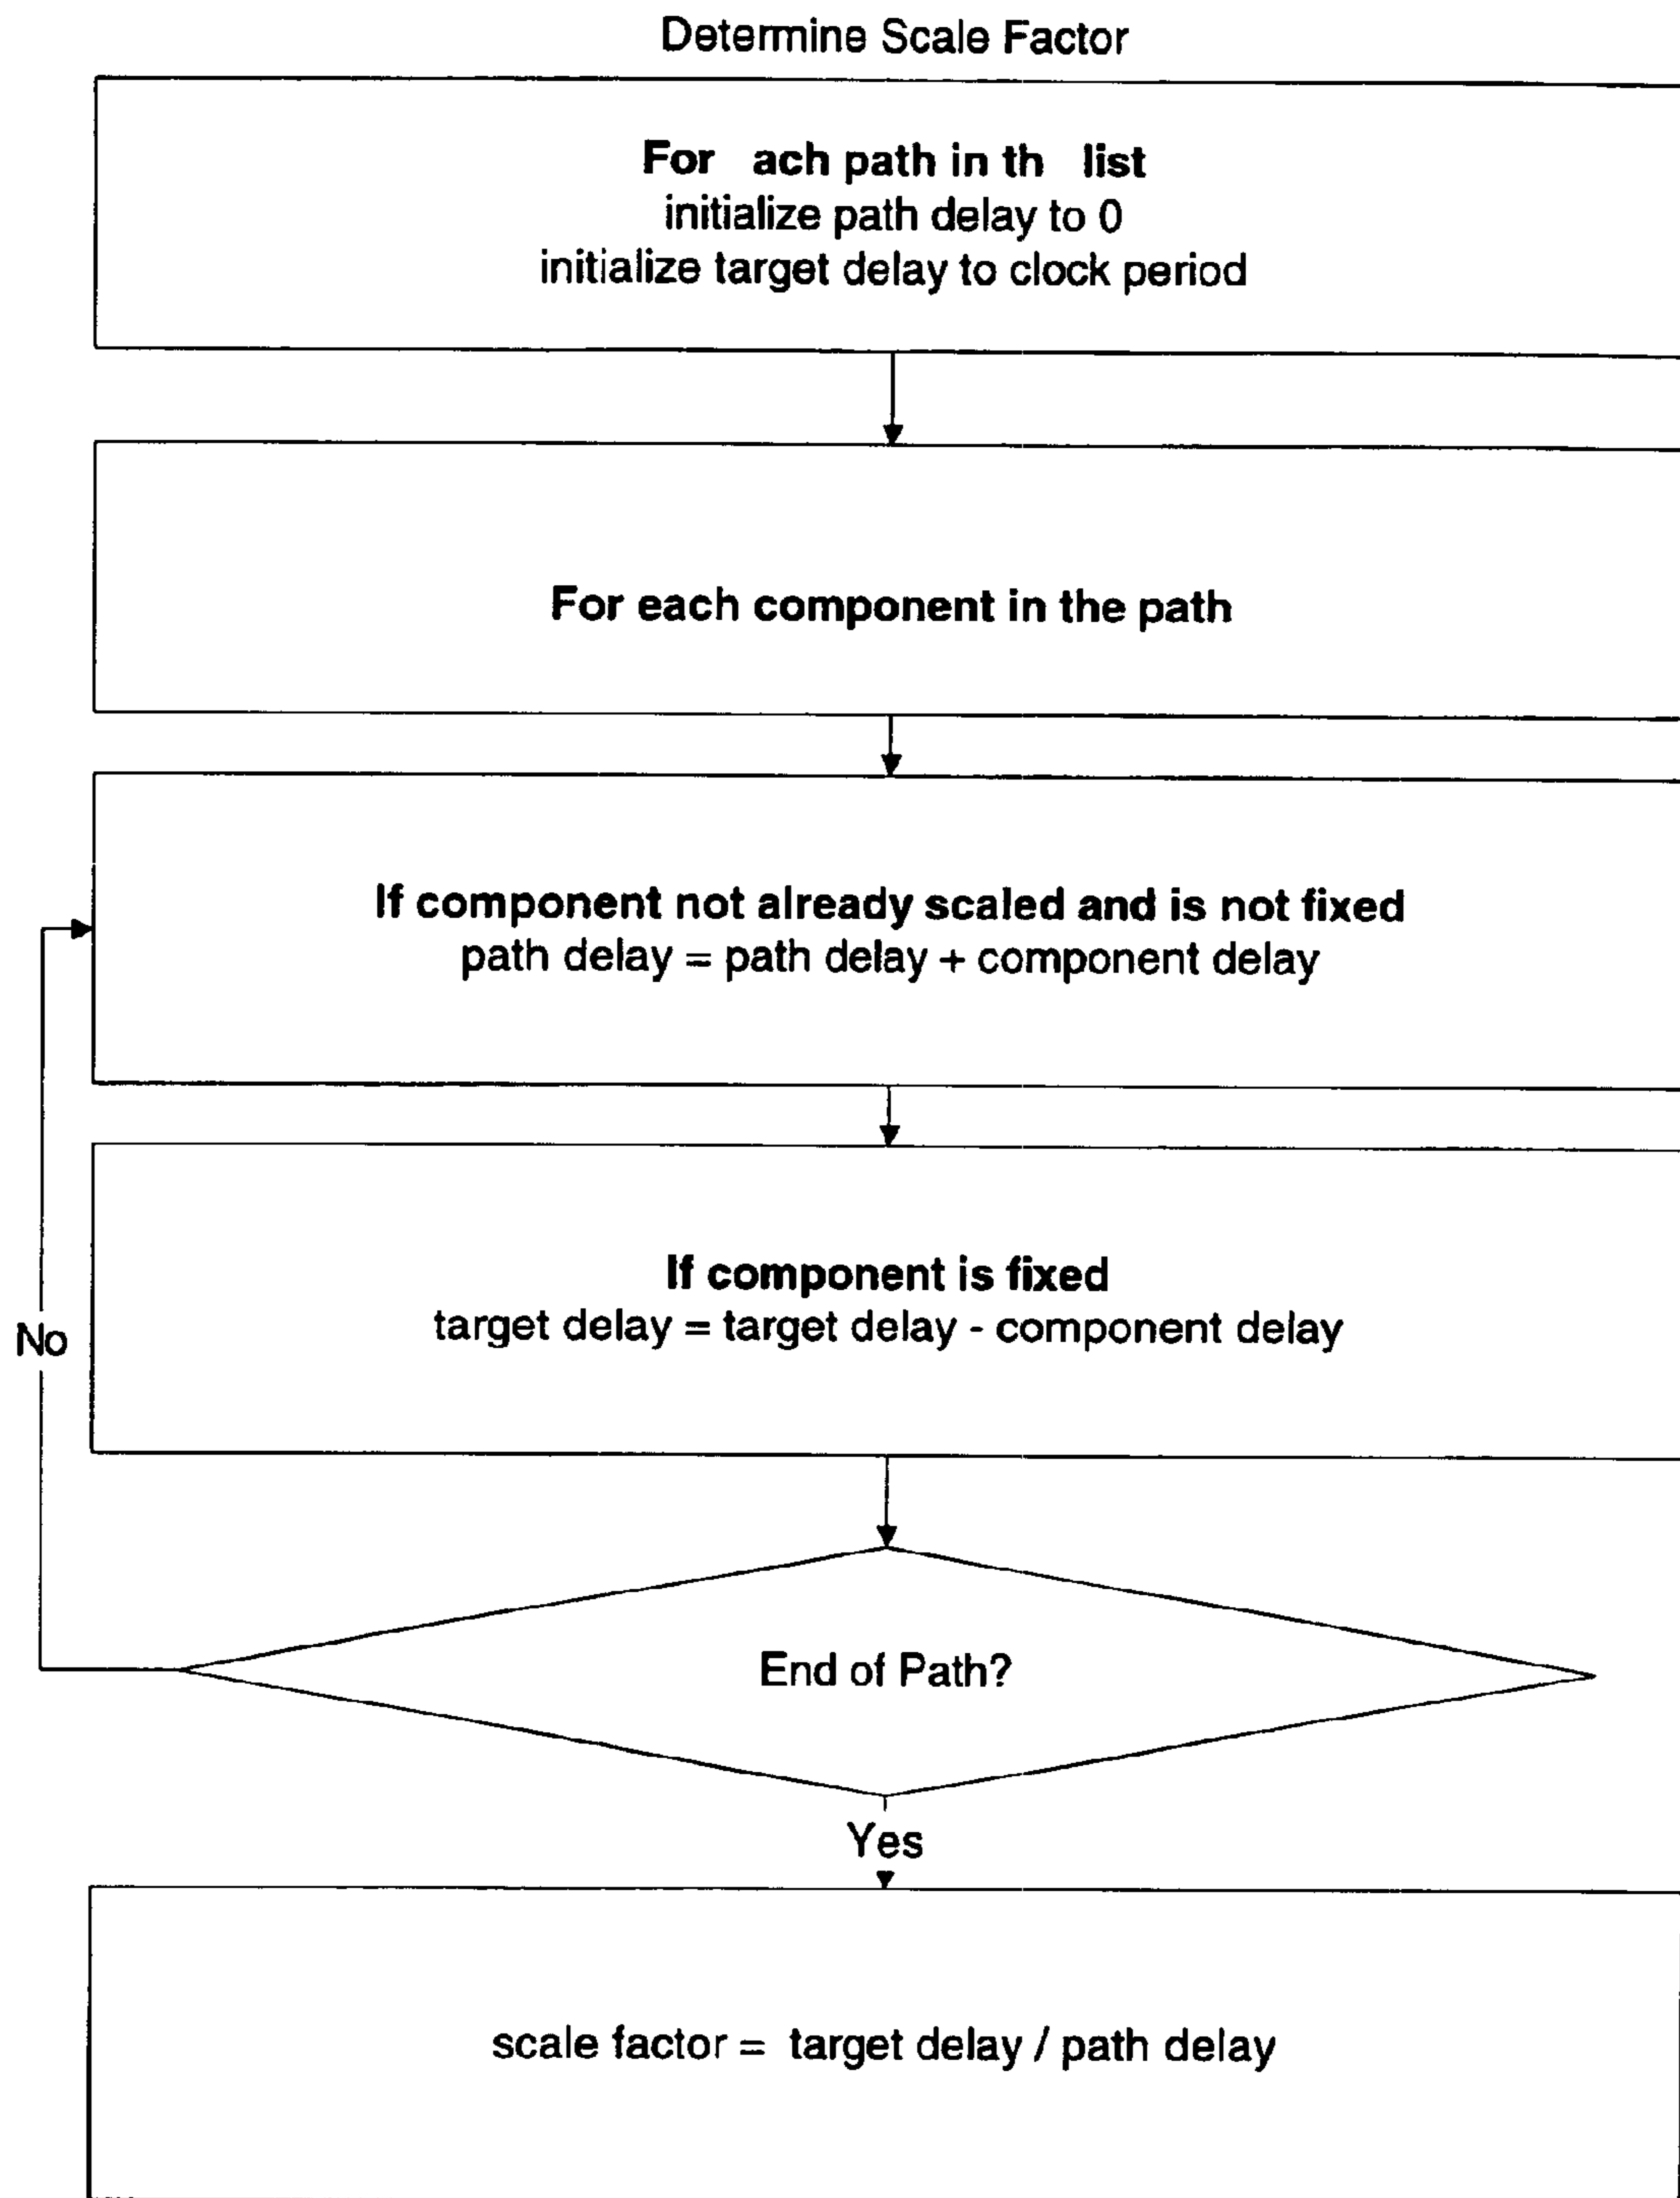 Determine Scale Factor
For ach path in th list
initialize path delay to 0
initialize target delay to clock period
For each component in the path
If component not already scaled and is not fixed
path delay = path delay + component delay
If component is fixed
target delay = target delay - component delay
No
End of Path?
Yes
scale factor = target delay / path delay